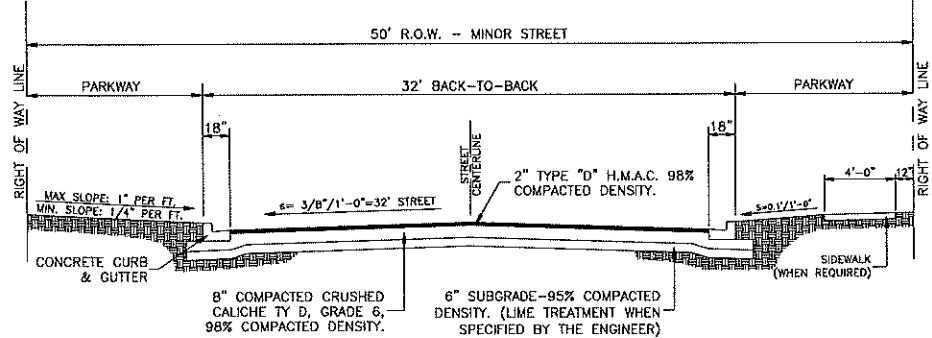 50' R.O.W. - MINOR STREET
RIGHT OF WAY LINE
PARKWAY
32' BACK-TO-BACK
PARKWAY
RIGHT OF WAY LINE
18"
18"
STREET
CENTERLINE
2" TYPE "D" H.M.A.C. 98%
COMPACTED DENSITY.
4'-0"
12"
MAX SLOPE: 1" PER FT.
MIN. SLOPE: 1/4" PER FT.
s= 3/8"/1'-0"=32' STREET
S=0.1'/1'-0"
CONCRETE CURB
& GUTTER
SIDEWALK
(WHEN REQUIRED)
8" COMPACTED CRUSHED
CALICHE TY D, GRADE 6,
98% COMPACTED DENSITY.
6" SUBGRADE-95% COMPACTED
DENSITY. (LIME TREATMENT WHEN
SPECIFIED BY THE ENGINEER)